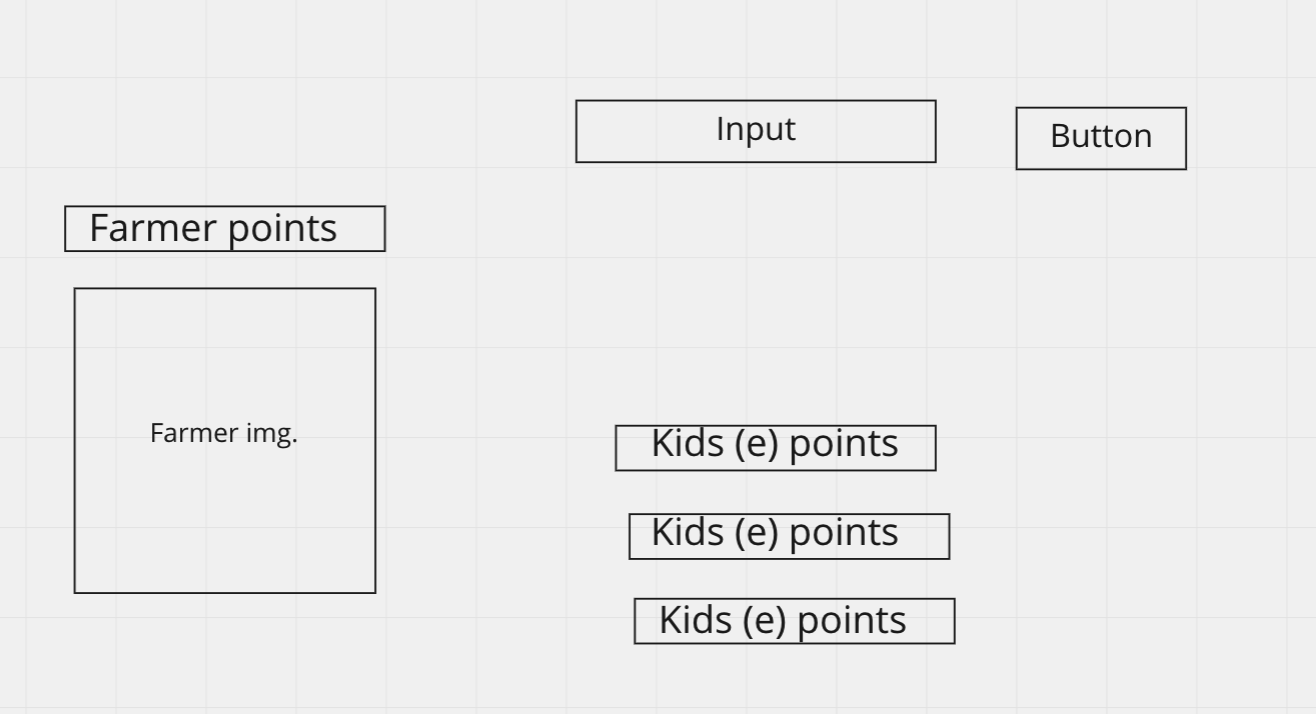 Input
Button
Farmer points
Farmer img.
Kids (e) points
Kids (e) points
Kids (e) points